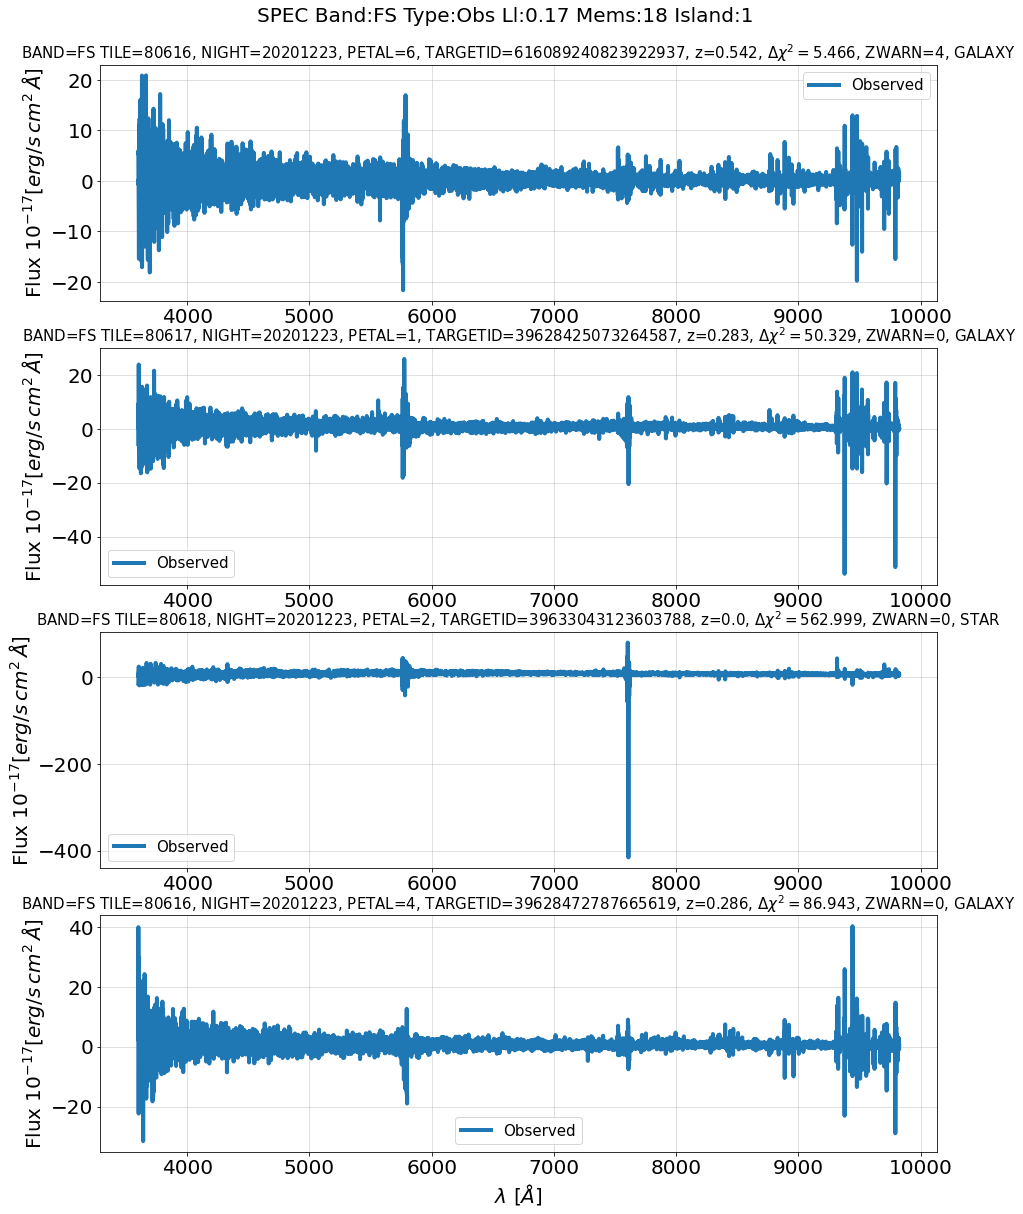 SPEC Band:FS Type:Obs Ll:0.17 Mems:18 Island:1
BAND=FS TILE=80616, NIGHT=20201223, PETAL=6, TARGETID=616089240823922937, z=0.542, Δχ²=5.466, ZWARN=4, GALAXY
Flux 10⁻¹⁷[erg/s cm² Å]
20
10
0
−10
−20
Observed
4000 5000 6000 7000 8000 9000 10000
BAND=FS TILE=80617, NIGHT=20201223, PETAL=1, TARGETID=39628425073264587, z=0.283, Δχ²=50.329, ZWARN=0, GALAXY
Flux 10⁻¹⁷[erg/s cm² Å]
20
0
−20
−40
Observed
4000 5000 6000 7000 8000 9000 10000
BAND=FS TILE=80618, NIGHT=20201223, PETAL=2, TARGETID=39633043123603788, z=0.0, Δχ²=562.999, ZWARN=0, STAR
Flux 10⁻¹⁷[erg/s cm² Å]
0
−200
−400
Observed
4000 5000 6000 7000 8000 9000 10000
BAND=FS TILE=80616, NIGHT=20201223, PETAL=4, TARGETID=39628472787665619, z=0.286, Δχ²=86.943, ZWARN=0, GALAXY
Flux 10⁻¹⁷[erg/s cm² Å]
40
20
0
−20
Observed
4000 5000 6000 7000 8000 9000 10000
λ [Å]